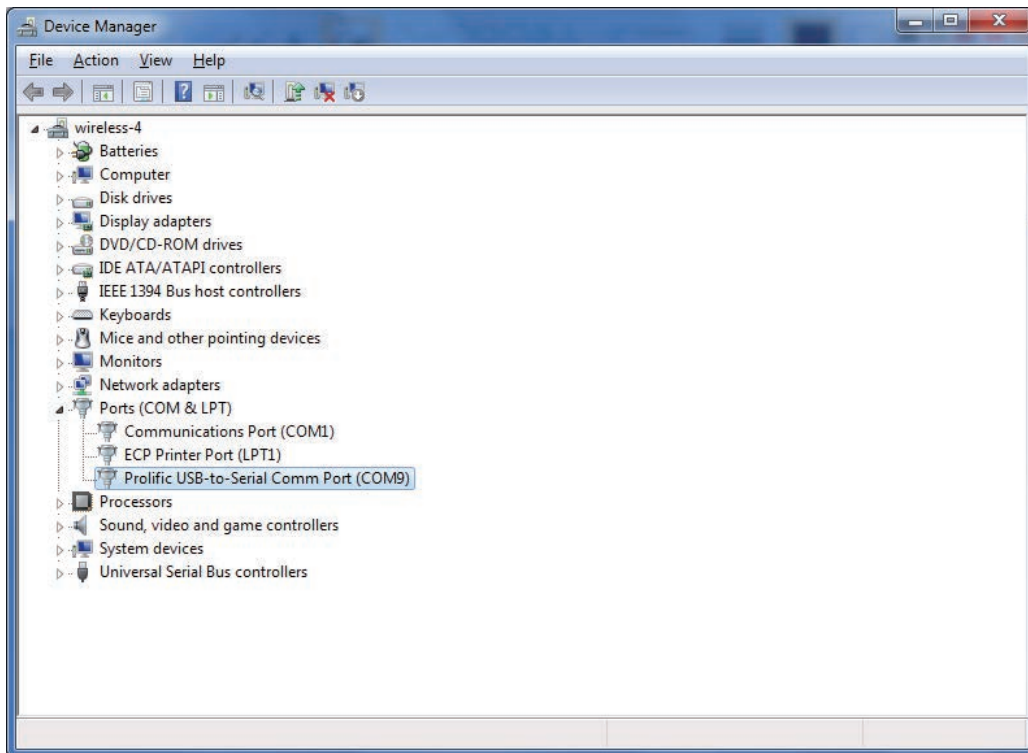 Device Manager
File Action View Help
wireless-4
Batteries
Computer
Disk drives
Display adapters
DVD/CD-ROM drives
IDE ATA/ATAPI controllers
IEEE 1394 Bus host controllers
Keyboards
Mice and other pointing devices
Monitors
Network adapters
Ports (COM & LPT)
Communications Port (COM1)
ECP Printer Port (LPT1)
Prolific USB-to-Serial Comm Port (COM9)
Processors
Sound, video and game controllers
System devices
Universal Serial Bus controllers